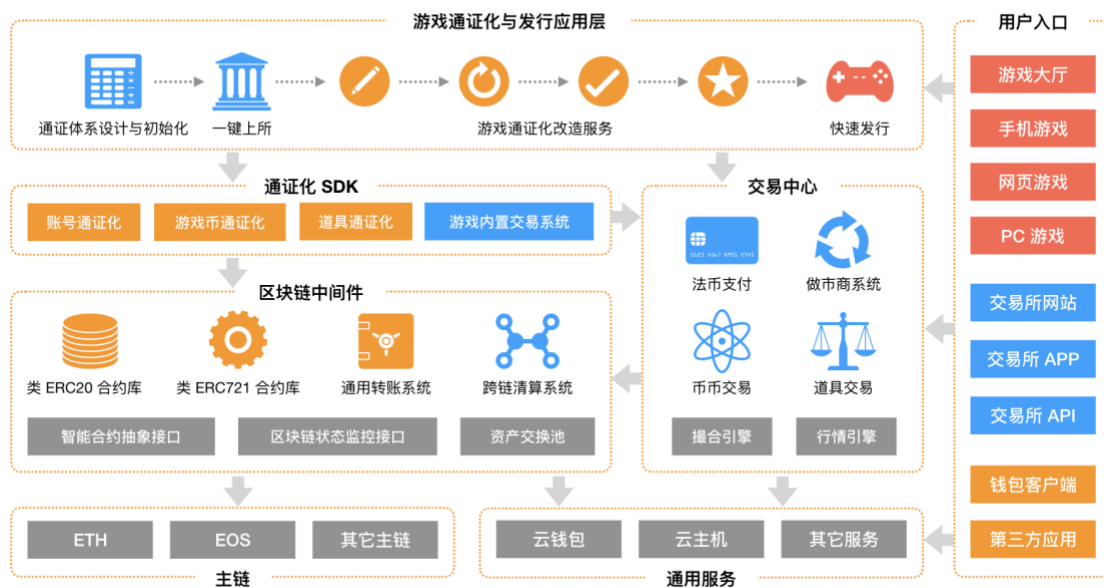 游戏通证化与发行应用层
通证体系设计与初始化
一键上所
游戏通证化改造服务
快速发行
通证化 SDK
账号通证化
游戏币通证化
道具通证化
游戏内置交易系统
区块链中间件
类 ERC20 合约库
类 ERC721 合约库
通用转账系统
跨链清算系统
智能合约抽象接口
区块链状态监控接口
资产交换池
交易中心
法币支付
做市商系统
币币交易
道具交易
撮合引擎
行情引擎
ETH
EOS
其它主链
主链
云钱包
云主机
其它服务
通用服务
用户入口
游戏大厅
手机游戏
网页游戏
PC 游戏
交易所网站
交易所 APP
交易所 API
钱包客户端
第三方应用